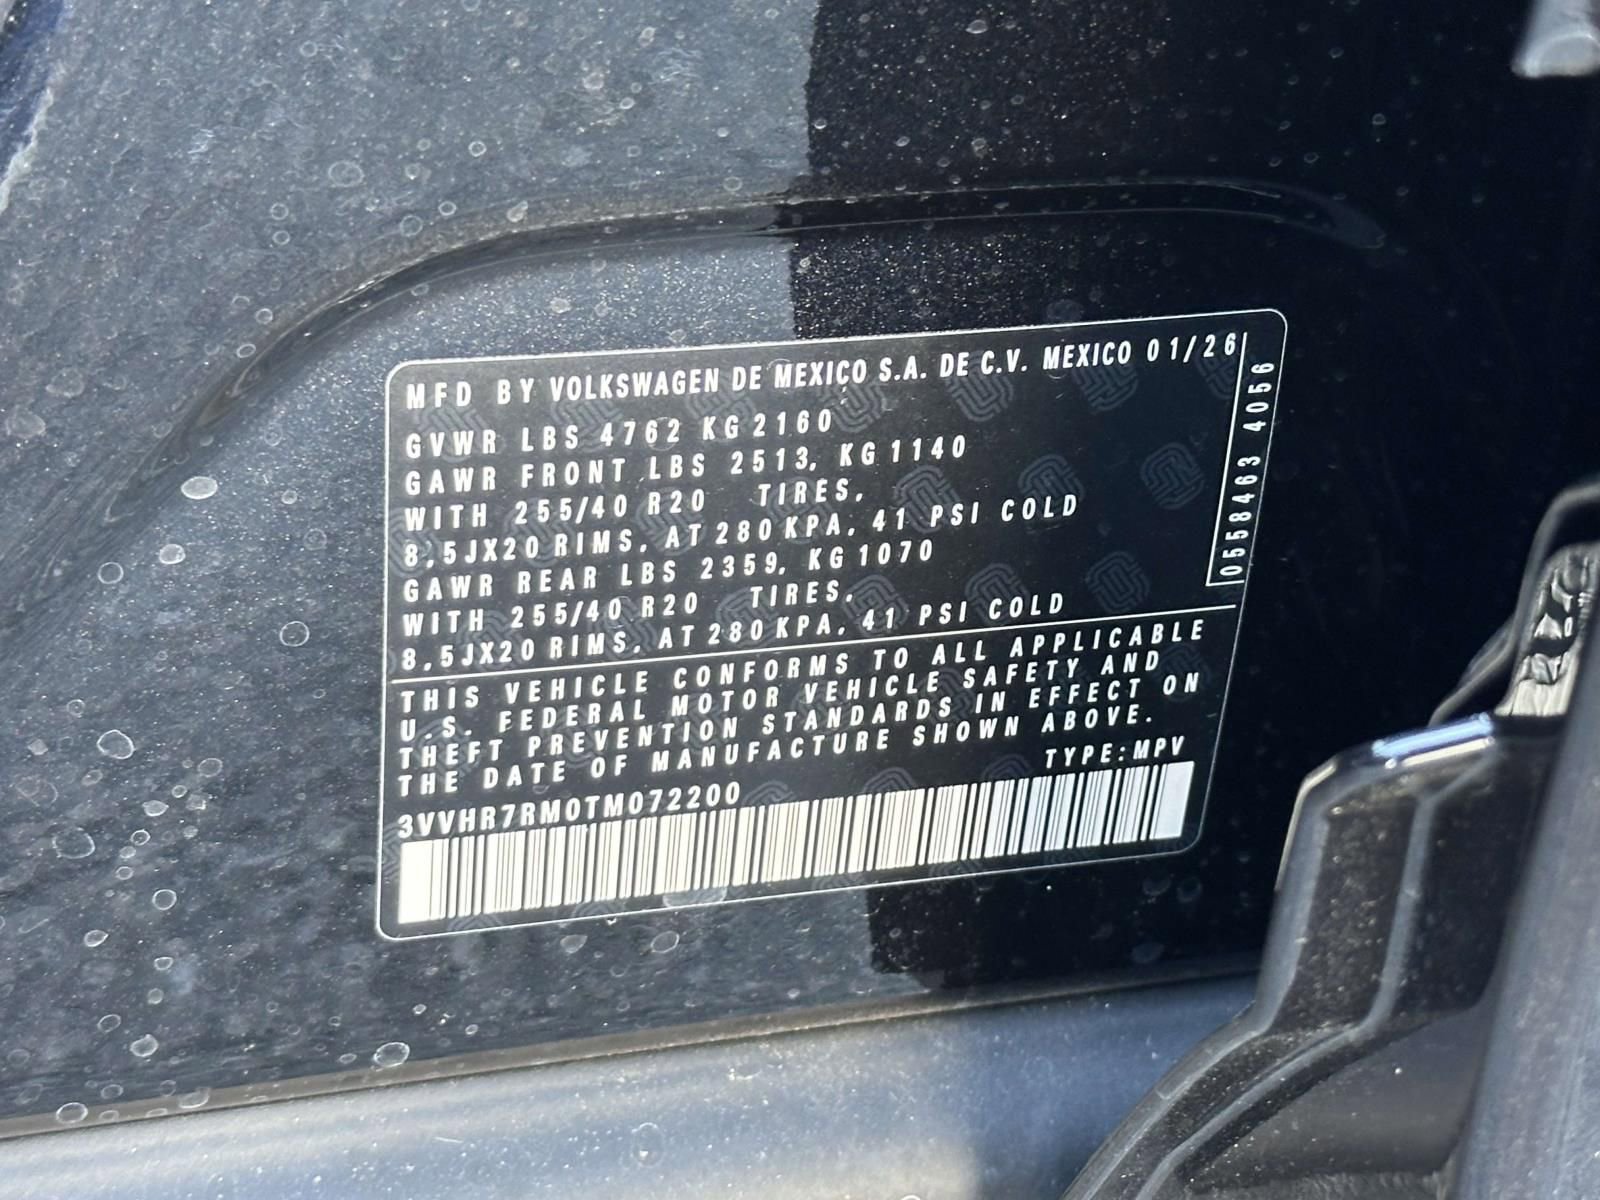 MFD BY VOLKSWAGEN DE MEXICO S.A. DE C.V. MEXICO 01/26
GVWR LBS 4762 KG 2160
GAWR FRONT LBS 2513, KG 1140
WITH 255/40 R20 TIRES,
8,5JX20 RIMS, AT 280 KPA, 41 PSI COLD
GAWR REAR LBS 2359, KG 1070
WITH 255/40 R20 TIRES,
8,5JX20 RIMS, AT 280 KPA, 41 PSI COLD
0558463 4056
THIS VEHICLE CONFORMS TO ALL APPLICABLE
U.S. FEDERAL MOTOR VEHICLE SAFETY AND
THEFT PREVENTION STANDARDS IN EFFECT ON
THE DATE OF MANUFACTURE SHOWN ABOVE.
TYPE: MPV
3VVHR7RM0TM072200